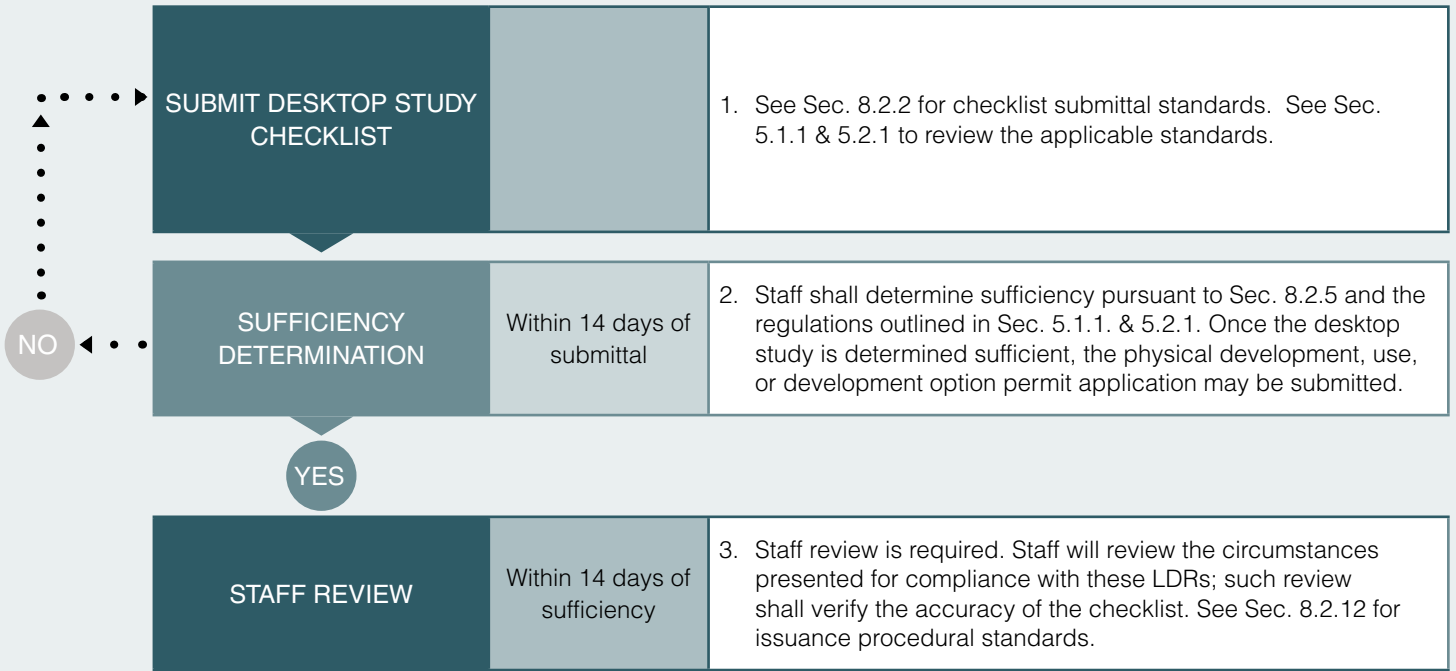 SUBMIT DESKTOP STUDY
CHECKLIST
1. See Sec. 8.2.2 for checklist submittal standards.  See Sec.
5.1.1 & 5.2.1 to review the applicable standards.
NO
SUFFICIENCY
DETERMINATION
Within 14 days of
submittal
2. Staff shall determine sufficiency pursuant to Sec. 8.2.5 and the
regulations outlined in Sec. 5.1.1. & 5.2.1. Once the desktop
study is determined sufficient, the physical development, use,
or development option permit application may be submitted.
YES
STAFF REVIEW
Within 14 days of
sufficiency
3. Staff review is required. Staff will review the circumstances
presented for compliance with these LDRs; such review
shall verify the accuracy of the checklist. See Sec. 8.2.12 for
issuance procedural standards.